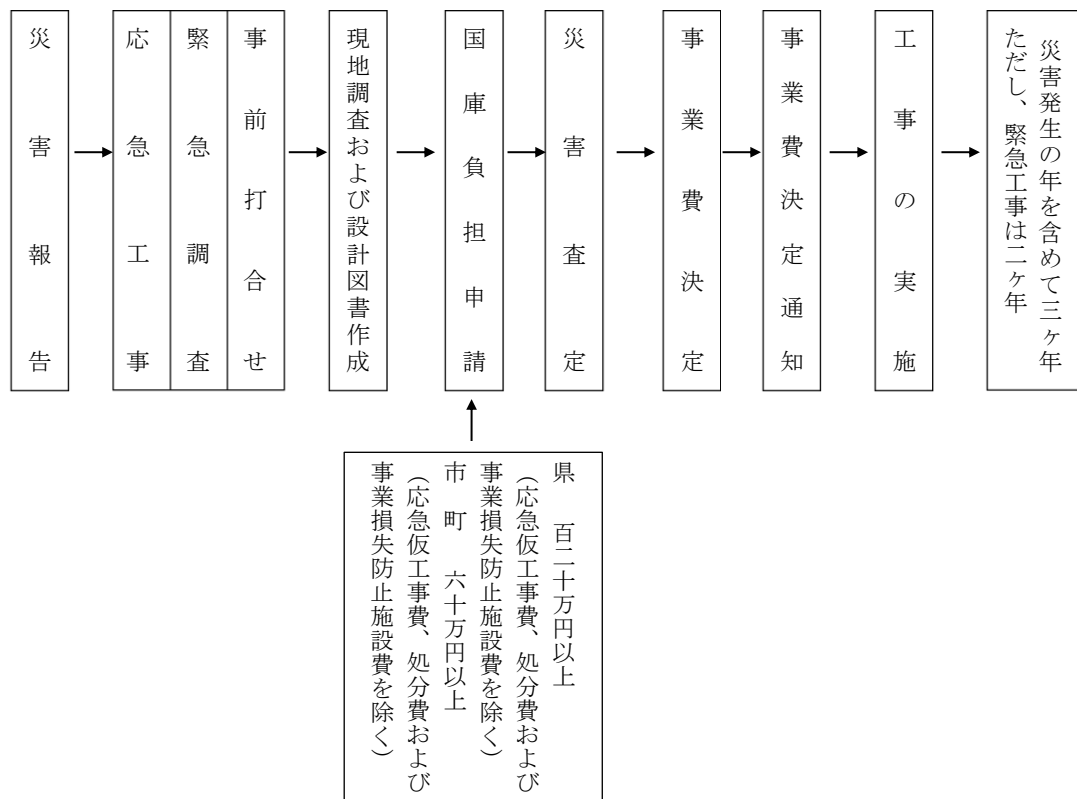 災害報告
応急工事
緊急調査
事前打合せ
現地調査および設計図書作成
国庫負担申請
災害査定
事業費決定
事業費決定通知
工事の実施
災害発生の年を含めて三ヶ年
ただし、緊急工事は二ヶ年
県　百二十万円以上
(応急仮工事費、処分費および
事業損失防止施設費を除く)
市町　六十万円以上
(応急仮工事費、処分費および
事業損失防止施設費を除く)